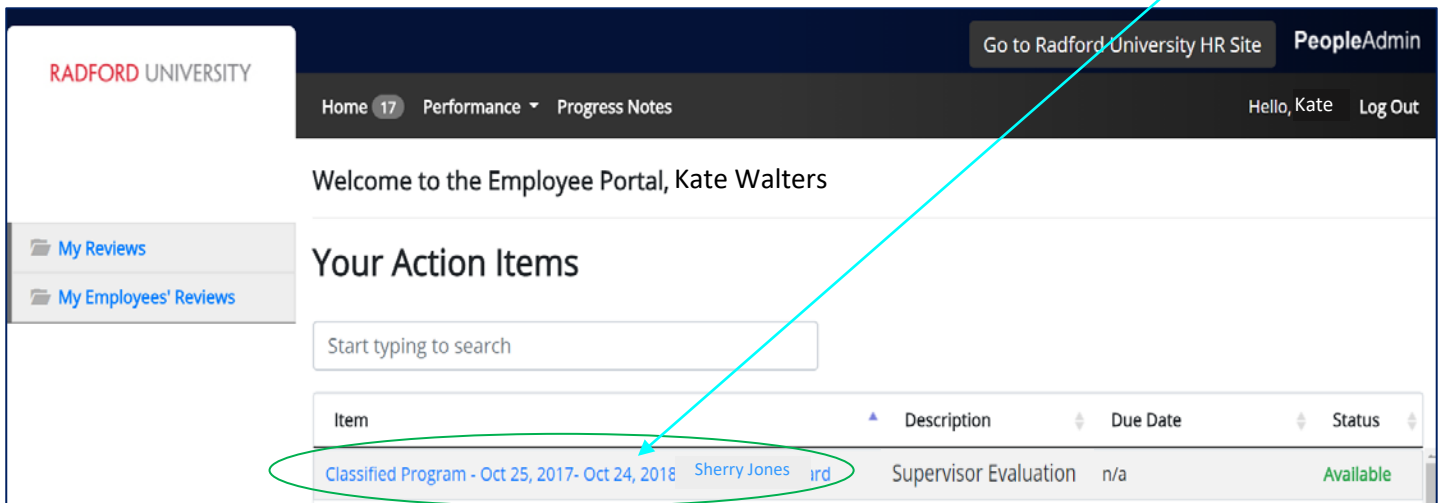 Go to Radford University HR Site PeopleAdmin
RADFORD UNIVERSITY
Home 17 Performance Progress Notes Hello, Kate Log Out
Welcome to the Employee Portal, Kate Walters
My Reviews
My Employees' Reviews
Your Action Items
Start typing to search
Item Description Due Date Status
Classified Program - Oct 25, 2017- Oct 24, 2018 Sherry Jones Supervisor Evaluation n/a Available